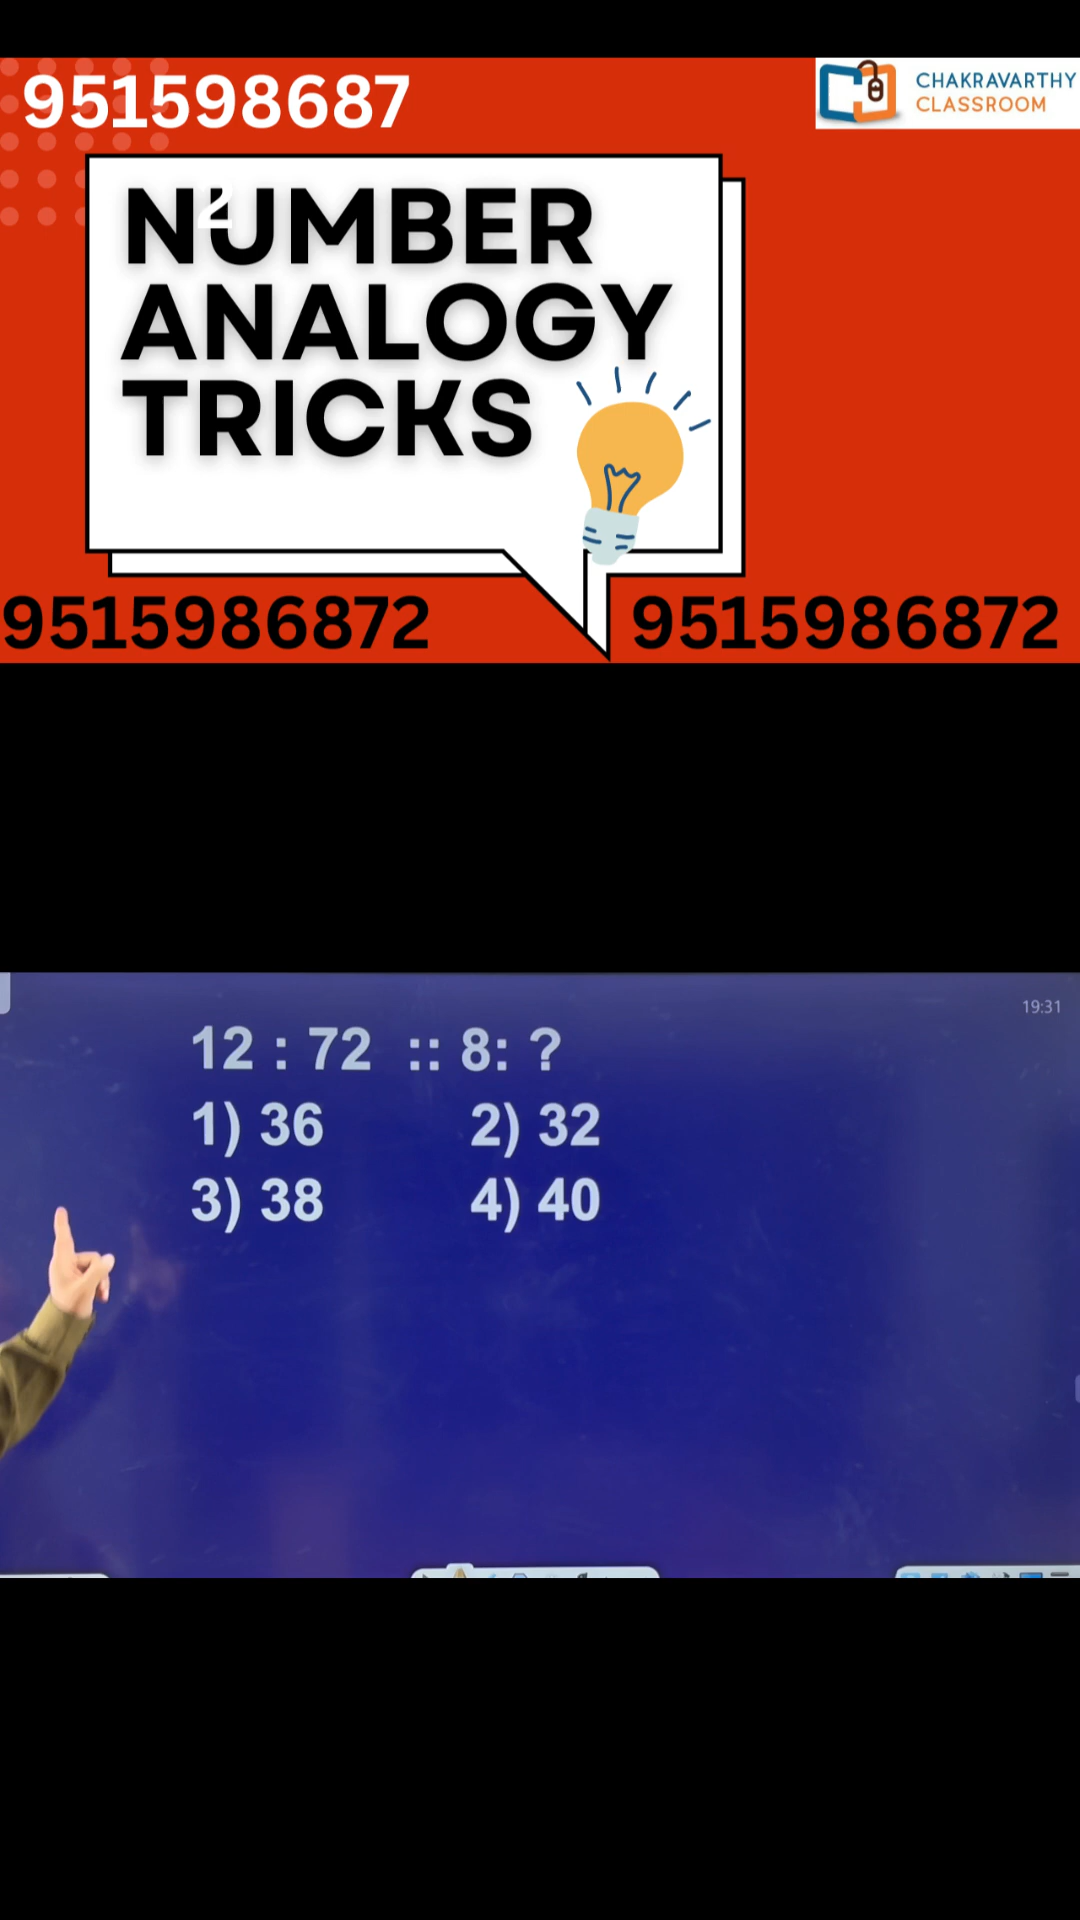 951598687
2
CHAKRAVARTHY
CLASSROOM
NUMBER
ANALOGY
TRICKS
9515986872 9515986872
19:31
12 : 72 :: 8: ?
1) 36 2) 32
3) 38 4) 40